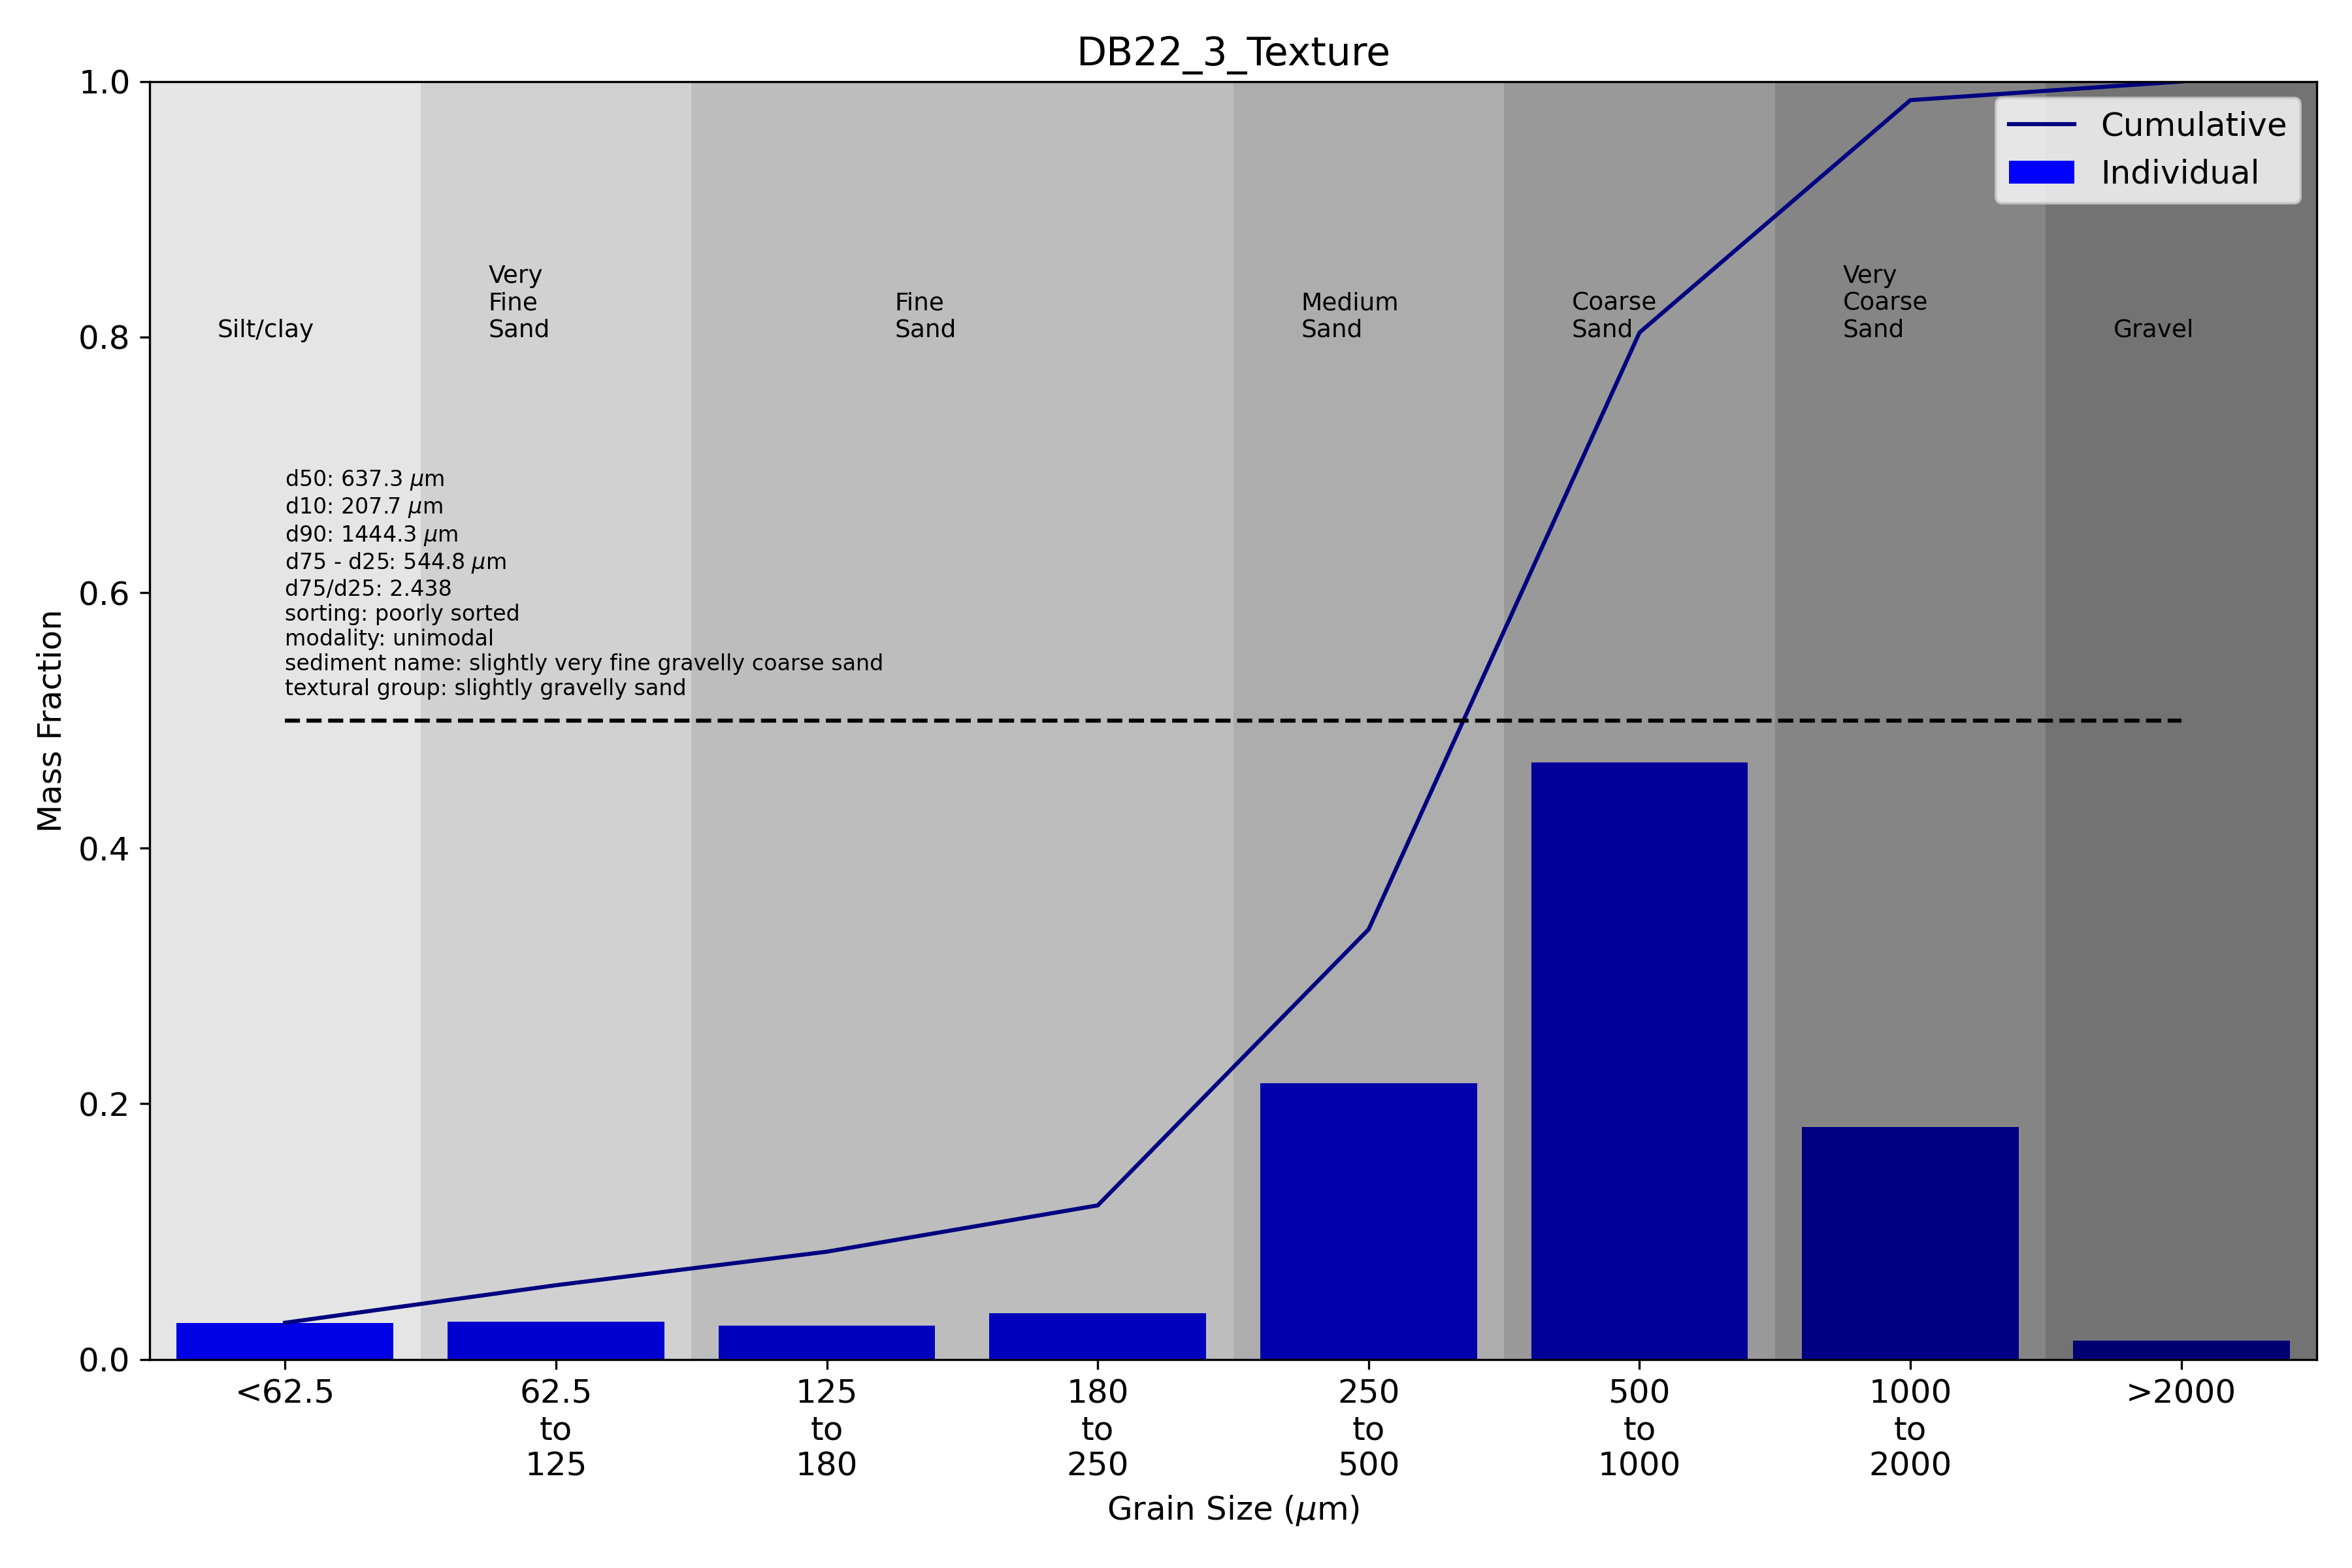 DB22_3_Texture
1.0
0.8
0.6
0.4
0.2
0.0
Mass Fraction
Cumulative
Individual
Silt/clay
Very
Fine
Sand
Fine
Sand
Medium
Sand
Coarse
Sand
Very
Coarse
Sand
Gravel
d50: 637.3 μm
d10: 207.7 μm
d90: 1444.3 μm
d75 - d25: 544.8 μm
d75/d25: 2.438
sorting: poorly sorted
modality: unimodal
sediment name: slightly very fine gravelly coarse sand
textural group: slightly gravelly sand
<62.5
62.5
to
125
125
to
180
180
to
250
250
to
500
500
to
1000
1000
to
2000
>2000
Grain Size (μm)